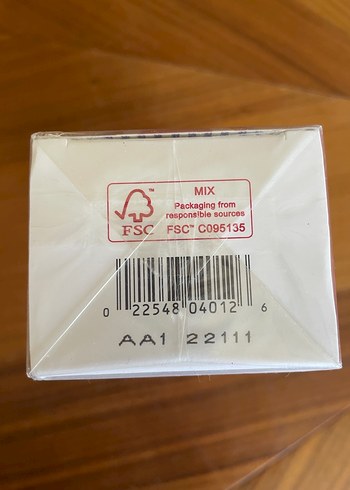 MIX
Packaging from
responsible sources
FSC™ C095135
FSC
0 22548 04012 6
AA1 22111